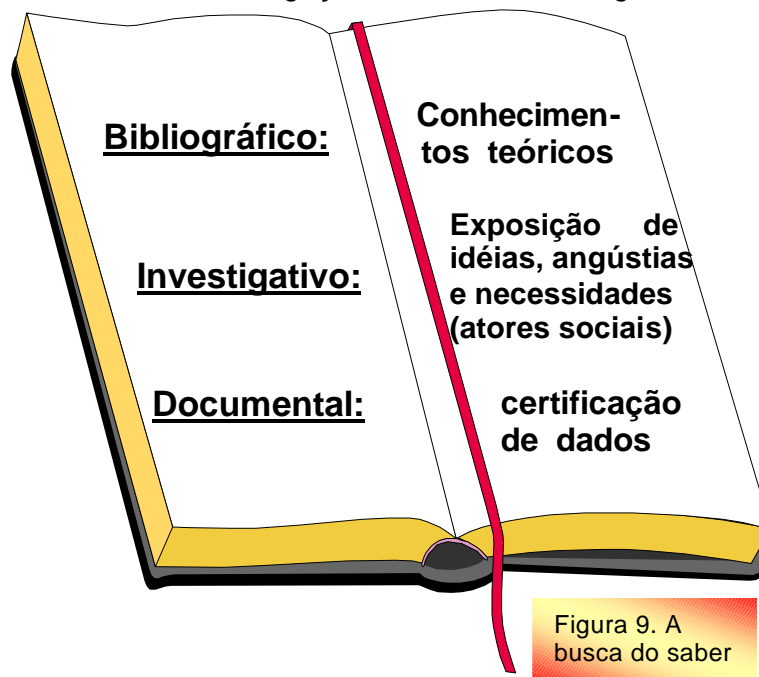 Bibliográfico:
Conhecimen-
tos teóricos
Investigativo:
Exposição de
idéias, angústias
e necessidades
(atores sociais)
Documental:
certificação
de dados
Figura 9. A
busca do saber